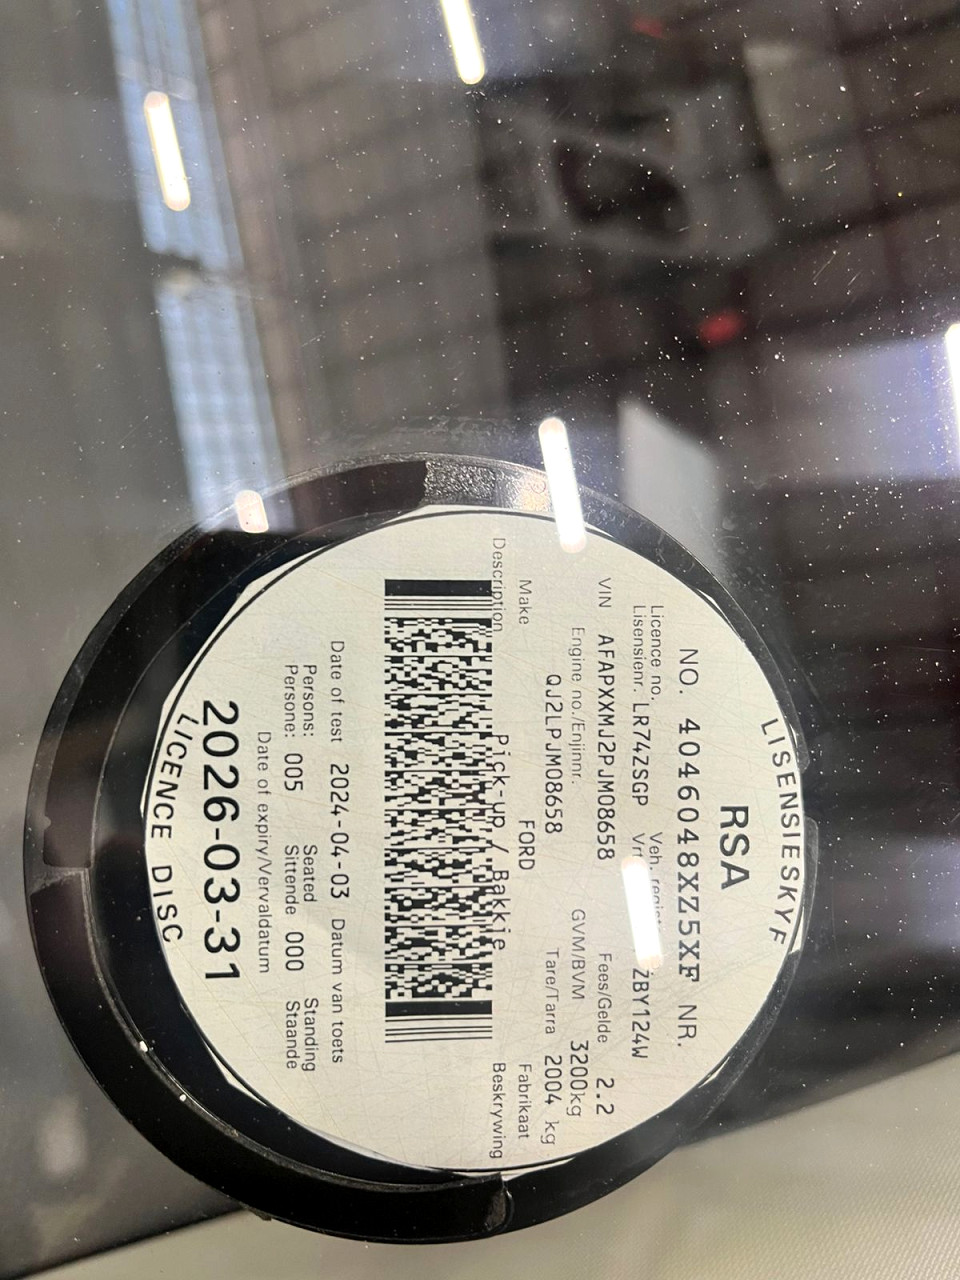 LISENSIESKYF
RSA
NO. 4046048XZ5XF NR.
Licence no. Veh.
Lisensienr. LR74ZSGP ZBY124W
VIN AFAPXXMJ2PJM08658 Fees/Gelde 2.2
Engine no./Enjinnr. GVM/BVM 3200kg
QJ2LPJM08658 Tare/Tarra 2004 kg
Make FORD Fabrikaat
Description Pick-up / Bakkie Beskrywing
Date of test 2024-04-03 Datum van toets
Persons: Seated Standing
Persone: 005 Sittende 000 Staande
Date of expiry/Vervaldatum
2026-03-31
LICENCE DISC